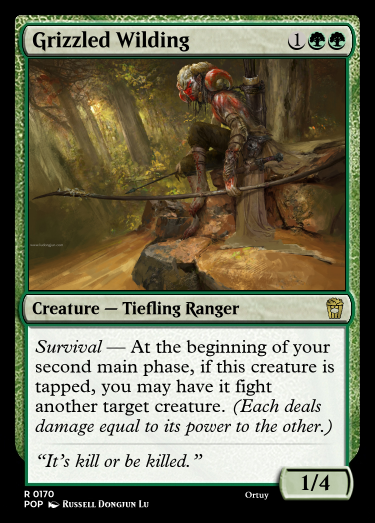 Grizzled Wilding 1
Creature — Tiefling Ranger
Survival — At the beginning of your
second main phase, if this creature is
tapped, you may have it fight
another target creature. (Each deals
damage equal to its power to the other.)
“It's kill or be killed.”
1/4
R 0170
POP Russell Dongjun Lu
Ortuy